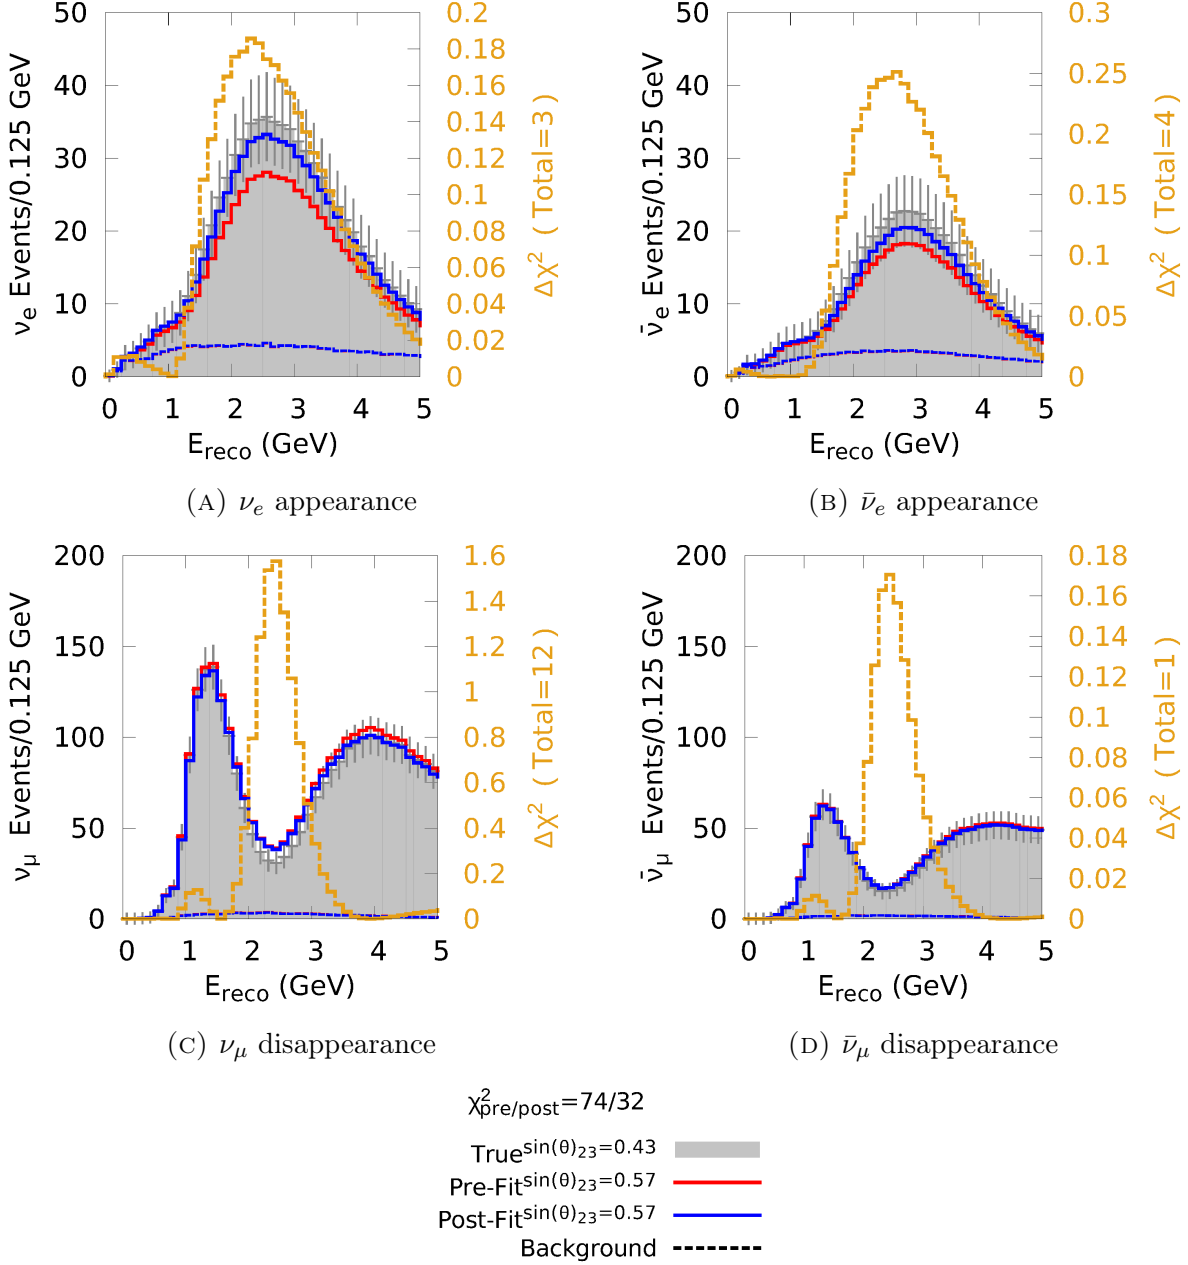 50
40
30
20
10
0
νe Events/0.125 GeV
0.2
0.18
0.16
0.14
0.12
0.1
0.08
0.06
0.04
0.02
0
Δχ² ( Total=3 )
0 1 2 3 4 5
Ereco (GeV)
(A) νe appearance
50
40
30
20
10
0
ν̄e Events/0.125 GeV
0.3
0.25
0.2
0.15
0.1
0.05
0
Δχ² ( Total=4 )
0 1 2 3 4 5
Ereco (GeV)
(B) ν̄e appearance
200
150
100
50
0
νμ Events/0.125 GeV
1.6
1.4
1.2
1
0.8
0.6
0.4
0.2
0
Δχ² ( Total=12 )
0 1 2 3 4 5
Ereco (GeV)
(C) νμ disappearance
200
150
100
50
0
ν̄μ Events/0.125 GeV
0.18
0.16
0.14
0.12
0.1
0.08
0.06
0.04
0.02
0
Δχ² ( Total=1 )
0 1 2 3 4 5
Ereco (GeV)
(D) ν̄μ disappearance
χ²pre/post=74/32
True sin(θ)23=0.43
Pre-Fit sin(θ)23=0.57
Post-Fit sin(θ)23=0.57
Background